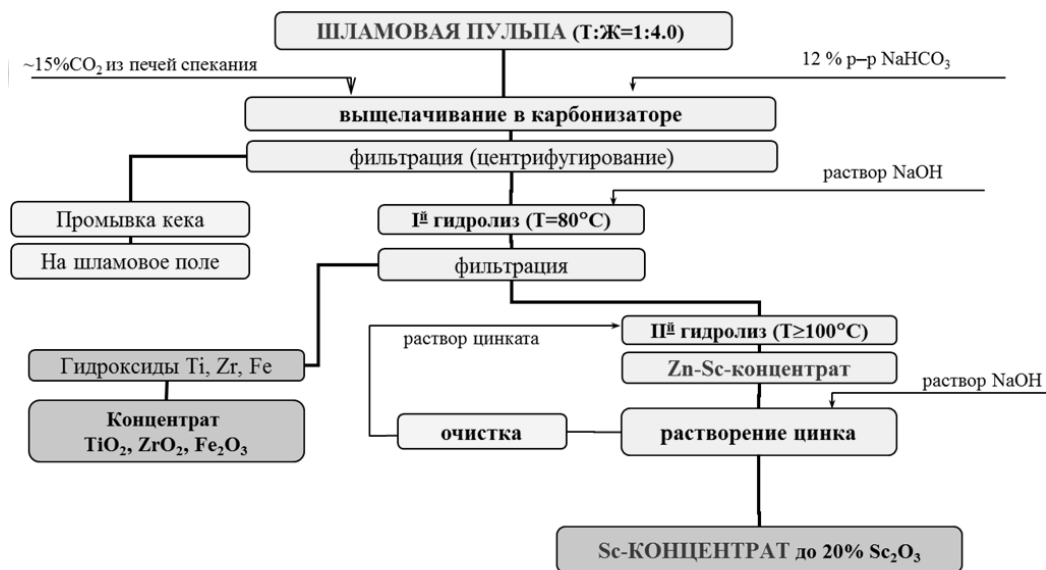 ШЛАМОВАЯ ПУЛЬПА (Т:Ж=1:4.0)
~15%CO₂ из печей спекания
12 % р–р NaHCO₃
выщелачивание в карбонизаторе
фильтрация (центрифугирование)
раствор NaOH
Промывка кека
Iй гидролиз (Т=80°С)
На шламовое поле
фильтрация
IIй гидролиз (Т≥100°С)
раствор цинката
Гидроксиды Ti, Zr, Fe
Zn-Sc-концентрат
раствор NaOH
Концентрат
TiO₂, ZrO₂, Fe₂O₃
очистка
растворение цинка
Sc-КОНЦЕНТРАТ до 20% Sc₂O₃